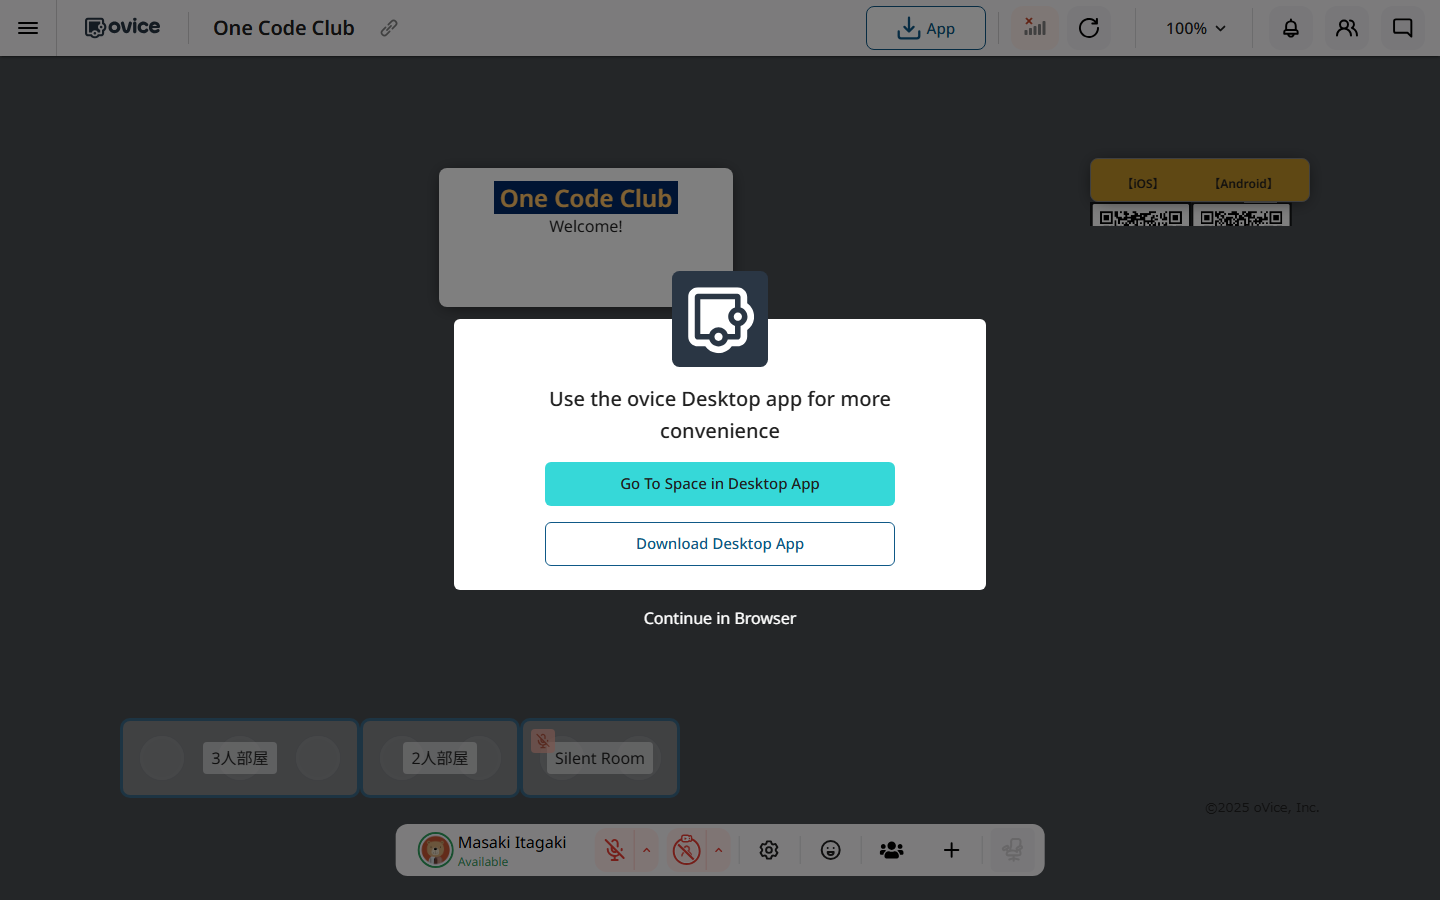 ovice
One Code Club
App
100%
One Code Club
Welcome!
【iOS】 【Android】
Use the ovice Desktop app for more
convenience
Go To Space in Desktop App
Download Desktop App
Continue in Browser
3人部屋
2人部屋
Silent Room
©2025 oVice, Inc.
Masaki Itagaki
Available